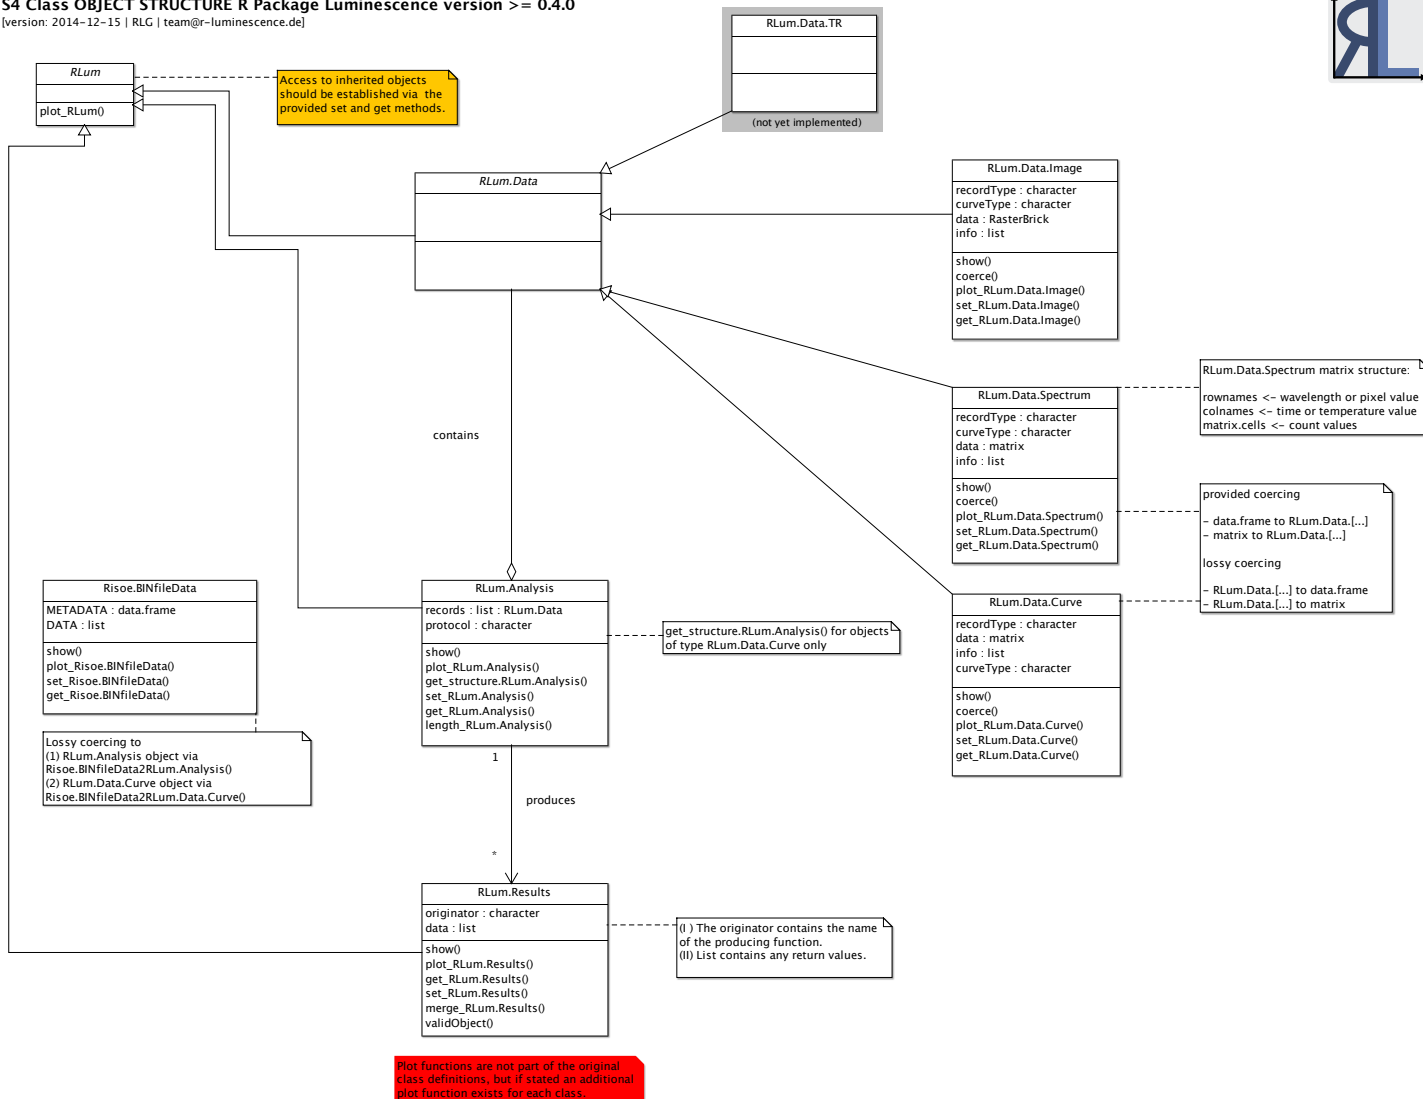 S4 Class OBJECT STRUCTURE R Package Luminescence version >= 0.4.0
[version: 2014-12-15 | RLG | team@r-luminescence.de]
RL
RLum
plot_RLum()
Access to inherited objects
should be established via  the
provided set and get methods.
RLum.Data.TR
(not yet implemented)
RLum.Data
RLum.Data.Image
recordType : character
curveType : character
data : RasterBrick
info : list
show()
coerce()
plot_RLum.Data.Image()
set_RLum.Data.Image()
get_RLum.Data.Image()
RLum.Data.Spectrum
recordType : character
curveType : character
data : matrix
info : list
show()
coerce()
plot_RLum.Data.Spectrum()
set_RLum.Data.Spectrum()
get_RLum.Data.Spectrum()
RLum.Data.Spectrum matrix structure:
rownames <- wavelength or pixel value
colnames <- time or temperature value
matrix.cells <- count values
contains
provided coercing
- data.frame to RLum.Data.[...]
- matrix to RLum.Data.[...]
lossy coercing
- RLum.Data.[...] to data.frame
- RLum.Data.[...] to matrix
Risoe.BINfileData
METADATA : data.frame
DATA : list
show()
plot_Risoe.BINfileData()
set_Risoe.BINfileData()
get_Risoe.BINfileData()
Lossy coercing to
(1) RLum.Analysis object via
Risoe.BINfileData2RLum.Analysis()
(2) RLum.Data.Curve object via
Risoe.BINfileData2RLum.Data.Curve()
RLum.Analysis
records : list : RLum.Data
protocol : character
show()
plot_RLum.Analysis()
get_structure.RLum.Analysis()
set_RLum.Analysis()
get_RLum.Analysis()
length_RLum.Analysis()
get_structure.RLum.Analysis() for objects
of type RLum.Data.Curve only
RLum.Data.Curve
recordType : character
data : matrix
info : list
curveType : character
show()
coerce()
plot_RLum.Data.Curve()
set_RLum.Data.Curve()
get_RLum.Data.Curve()
1
produces
*
RLum.Results
originator : character
data : list
show()
plot_RLum.Results()
get_RLum.Results()
set_RLum.Results()
merge_RLum.Results()
validObject()
(I ) The originator contains the name
of the producing function.
(II) List contains any return values.
Plot functions are not part of the original
class definitions, but if stated an additional
plot function exists for each class.